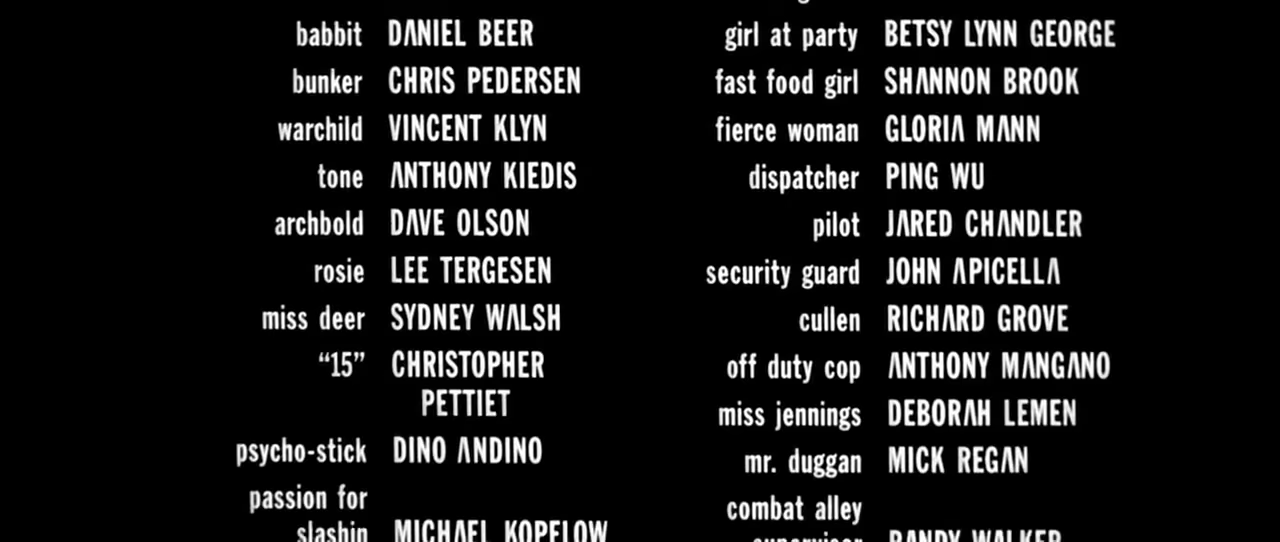 babbit DANIEL BEER
bunker CHRIS PEDERSEN
warchild VINCENT KLYN
tone ANTHONY KIEDIS
archbold DAVE OLSON
rosie LEE TERGESEN
miss deer SYDNEY WALSH
“15” CHRISTOPHER
PETTIET
psycho-stick DINO ANDINO
passion for
slashin MICHAEL KOPELOW
girl at party BETSY LYNN GEORGE
fast food girl SHANNON BROOK
fierce woman GLORIA MANN
dispatcher PING WU
pilot JARED CHANDLER
security guard JOHN APICELLA
cullen RICHARD GROVE
off duty cop ANTHONY MANGANO
miss jennings DEBORAH LEMEN
mr. duggan MICK REGAN
combat alley
supervisor RANDY WALKER